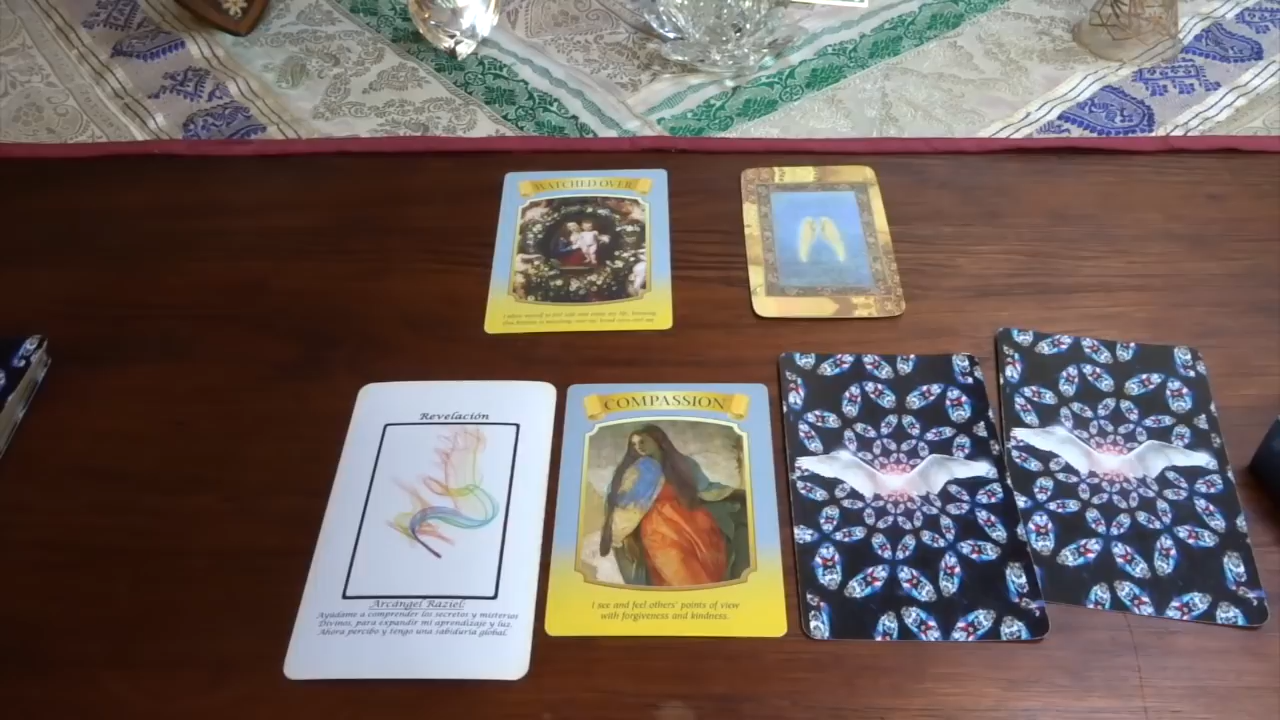 WATCHED OVER
Revelación
Arcángel Raziel:
Ayúdame a comprender los secretos y misterios
Divinos, para expandir mi aprendizaje y luz.
Ahora percibo y tengo una sabiduría global.
COMPASSION
I see and feel others' points of view
with forgiveness and kindness.